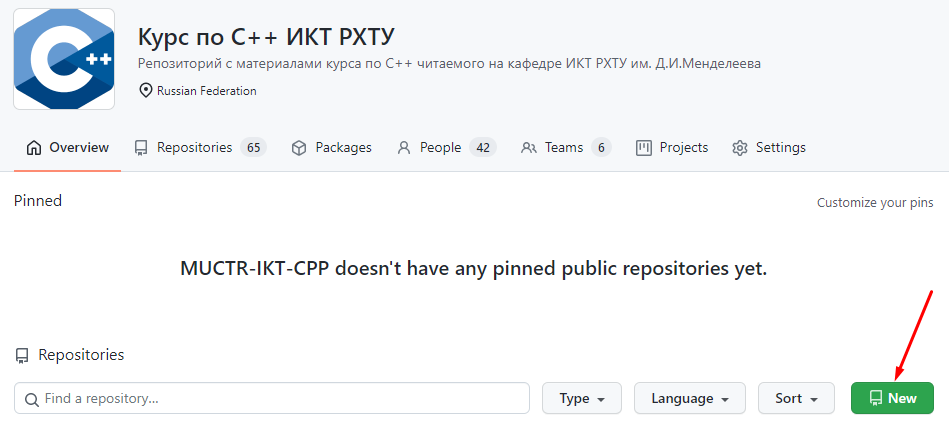 Курс по C++ ИКТ РХТУ
Репозиторий с материалами курса по C++ читаемого на кафедре ИКТ РХТУ им. Д.И.Менделеева
Russian Federation
Overview Repositories 65 Packages People 42 Teams 6 Projects Settings
Pinned Customize your pins
MUCTR-IKT-CPP doesn't have any pinned public repositories yet.
Repositories
Find a repository... Type Language Sort New